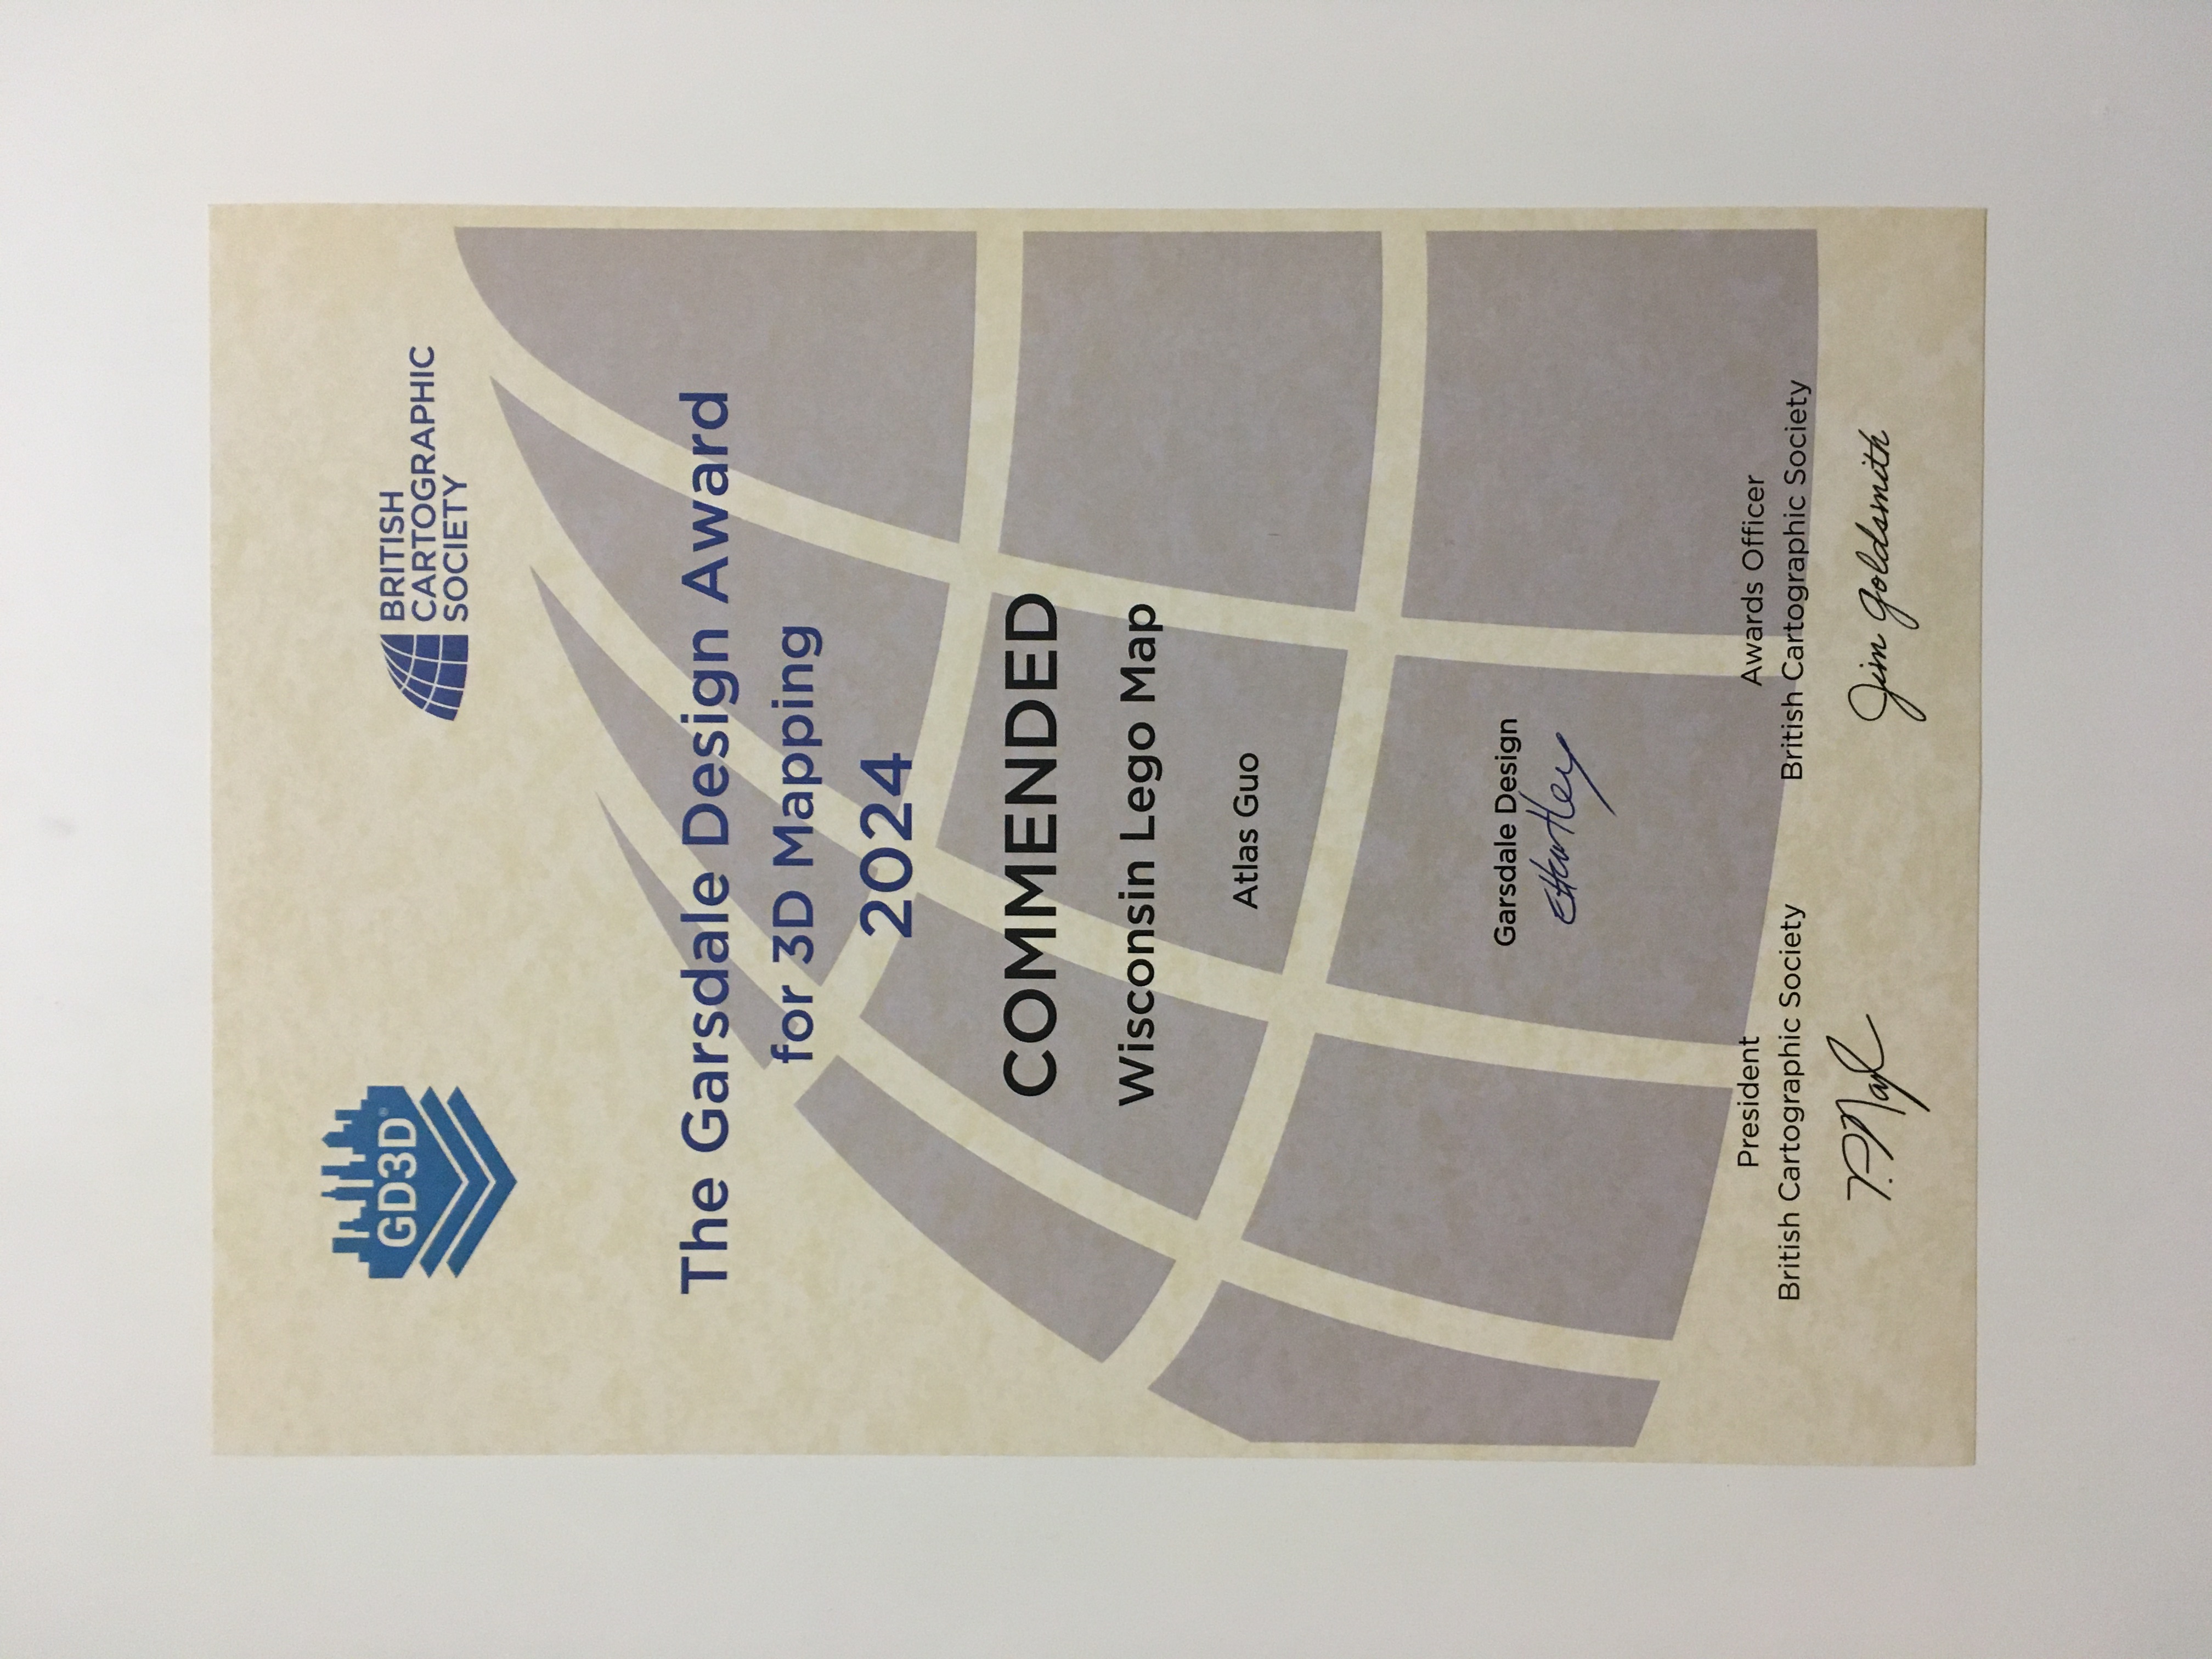 GD3D
BRITISH
CARTOGRAPHIC
SOCIETY
The Garsdale Design Award
for 3D Mapping
2024
COMMENDED
Wisconsin Lego Map
Atlas Guo
Garsdale Design
President
British Cartographic Society
Awards Officer
British Cartographic Society
Jim Goldsmith